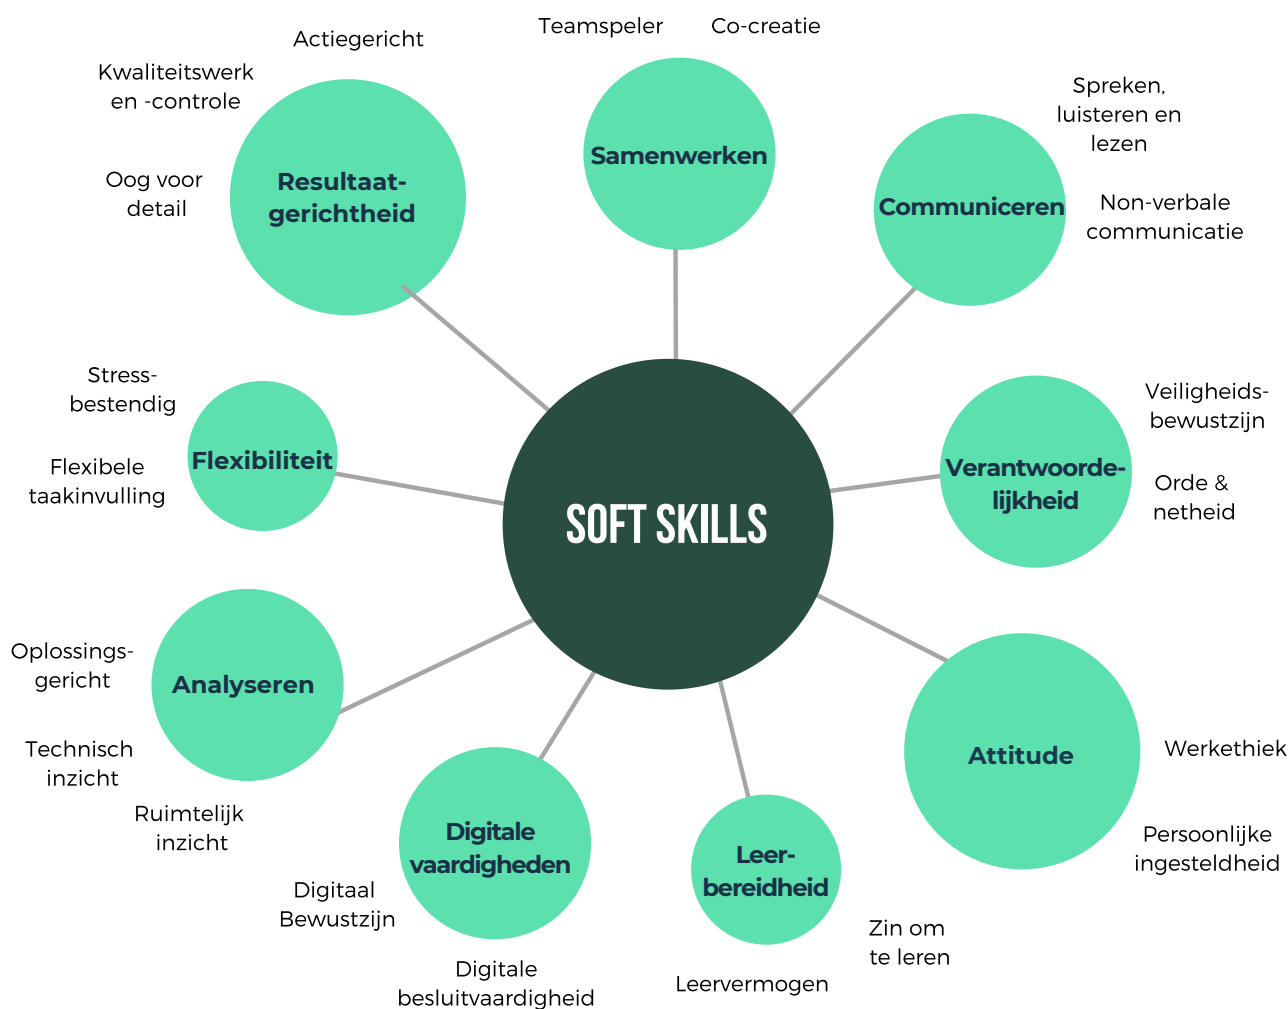 Actiegericht
Kwaliteitswerk
en -controle
Oog voor
detail
Resultaat-
gerichtheid
Teamspeler
Co-creatie
Samenwerken
Spreken,
luisteren en
lezen
Communiceren
Non-verbale
communicatie
Stress-
bestendig
Flexibiliteit
Flexibele
taakinvulling
SOFT SKILLS
Veiligheids-
bewustzijn
Verantwoorde-
lijkheid
Orde &
netheid
Oplossings-
gericht
Analyseren
Technisch
inzicht
Ruimtelijk
inzicht
Digitale
vaardigheden
Digitaal
Bewustzijn
Digitale
besluitvaardigheid
Leer-
bereidheid
Zin om
te leren
Leervermogen
Attitude
Werkethiek
Persoonlijke
ingesteldheid